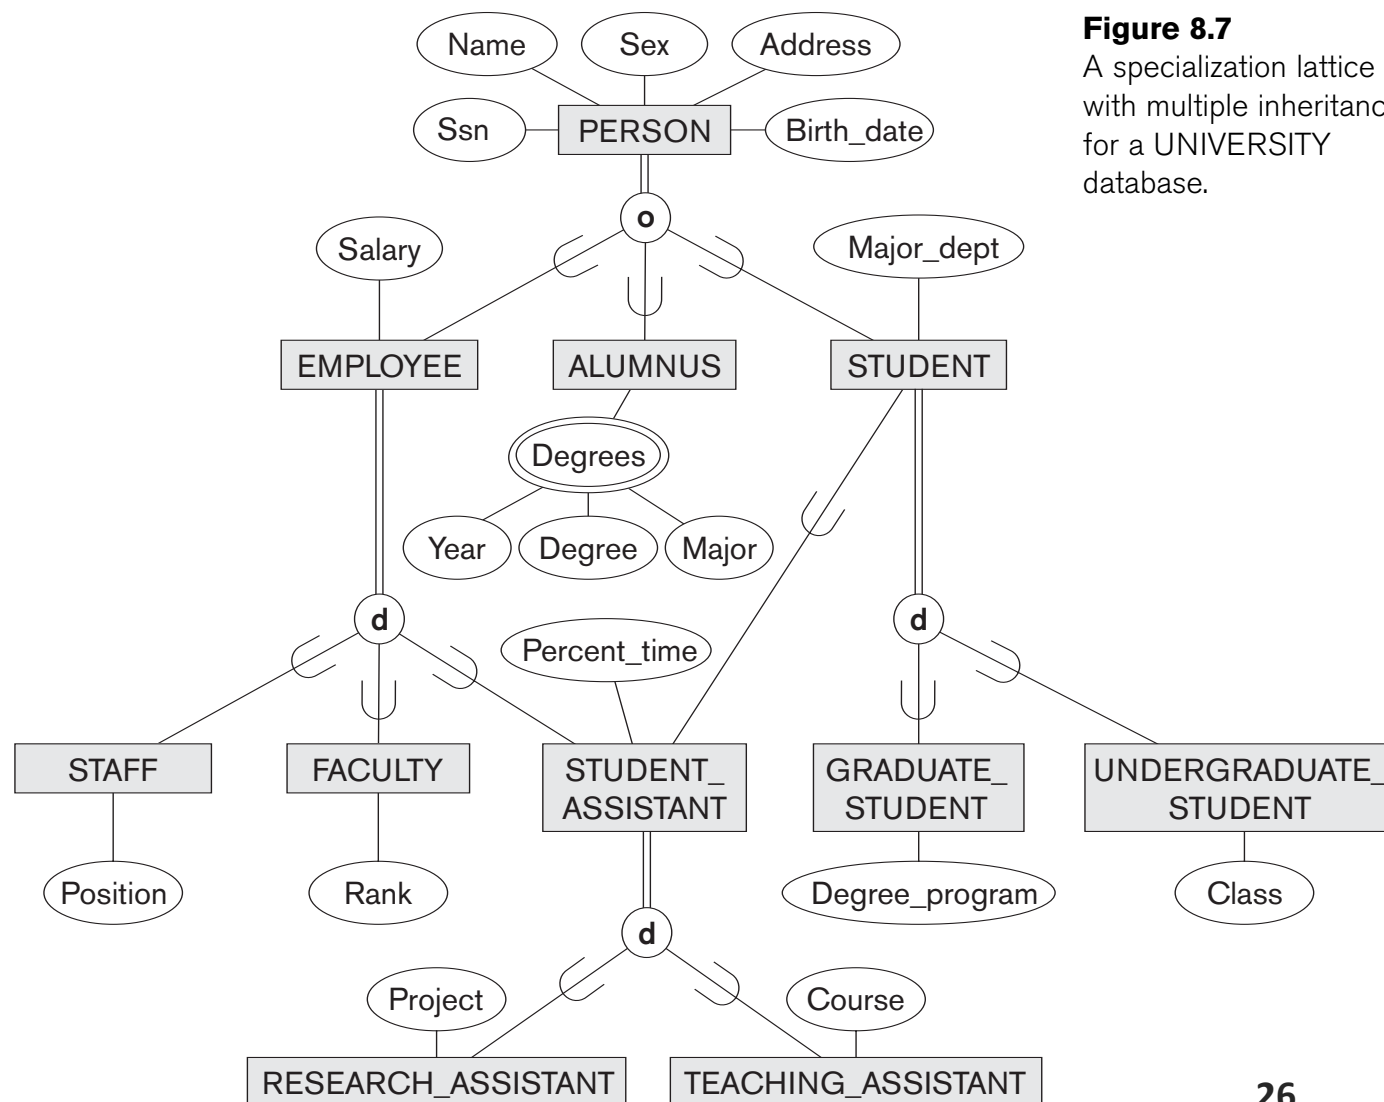 Figure 8.7
A specialization lattice
with multiple inheritanc
for a UNIVERSITY
database.
Name
Sex
Address
Ssn
PERSON
Birth_date
o
Salary
Major_dept
EMPLOYEE
ALUMNUS
STUDENT
Degrees
Year
Degree
Major
d
d
Percent_time
STAFF
FACULTY
STUDENT_
ASSISTANT
GRADUATE_
STUDENT
UNDERGRADUATE_
STUDENT
Position
Rank
Degree_program
Class
d
Project
Course
RESEARCH_ASSISTANT
TEACHING_ASSISTANT
26